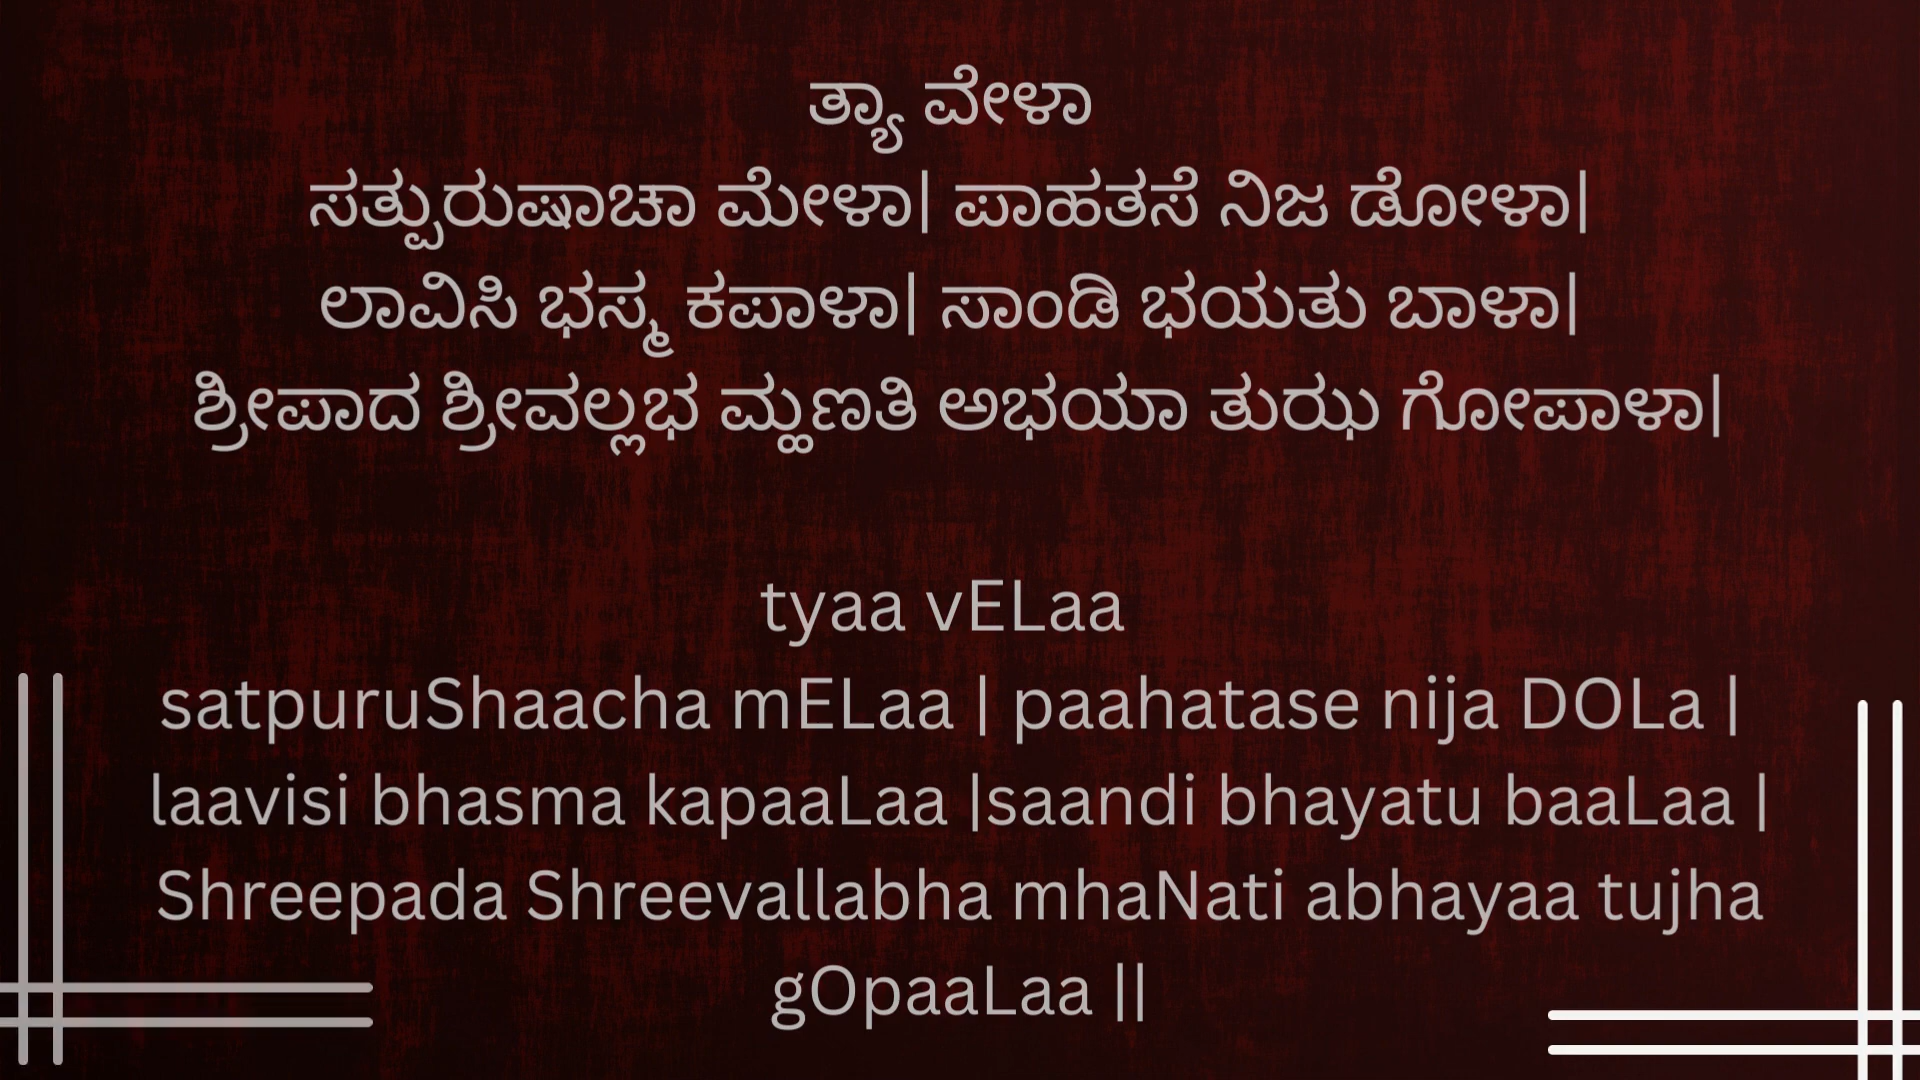 ತ್ಯಾ ವೇಳಾ
ಸತ್ಪುರುಷಾಚಾ ಮೇಳಾ| ಪಾಹತಸೆ ನಿಜ ಡೋಳಾ|
ಲಾವಿಸಿ ಭಸ್ಮ ಕಪಾಳಾ| ಸಾಂಡಿ ಭಯತು ಬಾಳಾ|
ಶ್ರೀಪಾದ ಶ್ರೀವಲ್ಲಭ ಮ್ಹಣತಿ ಅಭಯಾ ತುಝ ಗೋಪಾಳಾ|
tyaa vELaa
satpuruShaacha mELaa | paahatase nija DOLa |
laavisi bhasma kapaaLaa |saandi bhayatu baaLaa |
Shreepada Shreevallabha mhaNati abhayaa tujha
gOpaaLaa ||